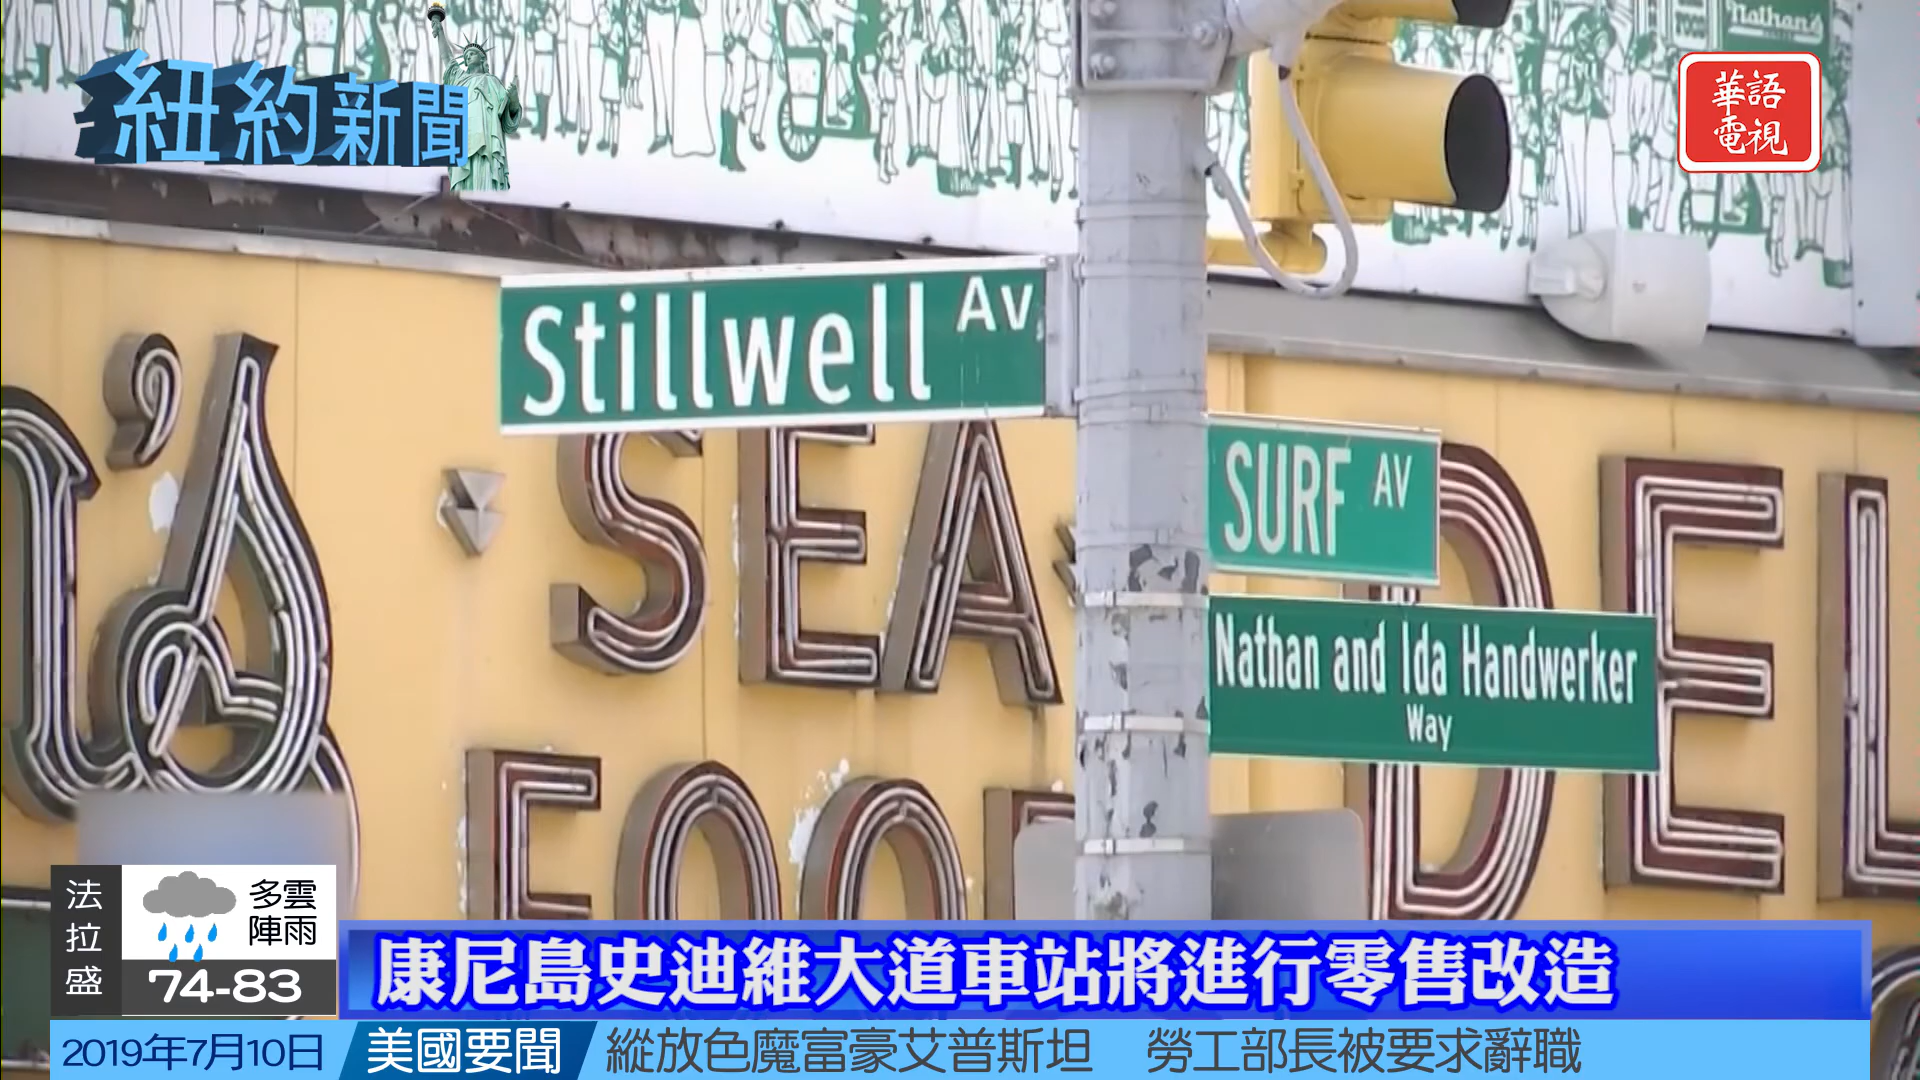 紐約新聞
Nathan's
華語
電視
Stillwell Av
SURF AV
Nathan and Ida Handwerker
Way
's
SEA
FOO
DEL
法拉盛
多雲
陣雨
74-83
康尼島史迪維大道車站將進行零售改造
2019年7月10日
美國要聞
縱放色魔富豪艾普斯坦 勞工部長被要求辭職